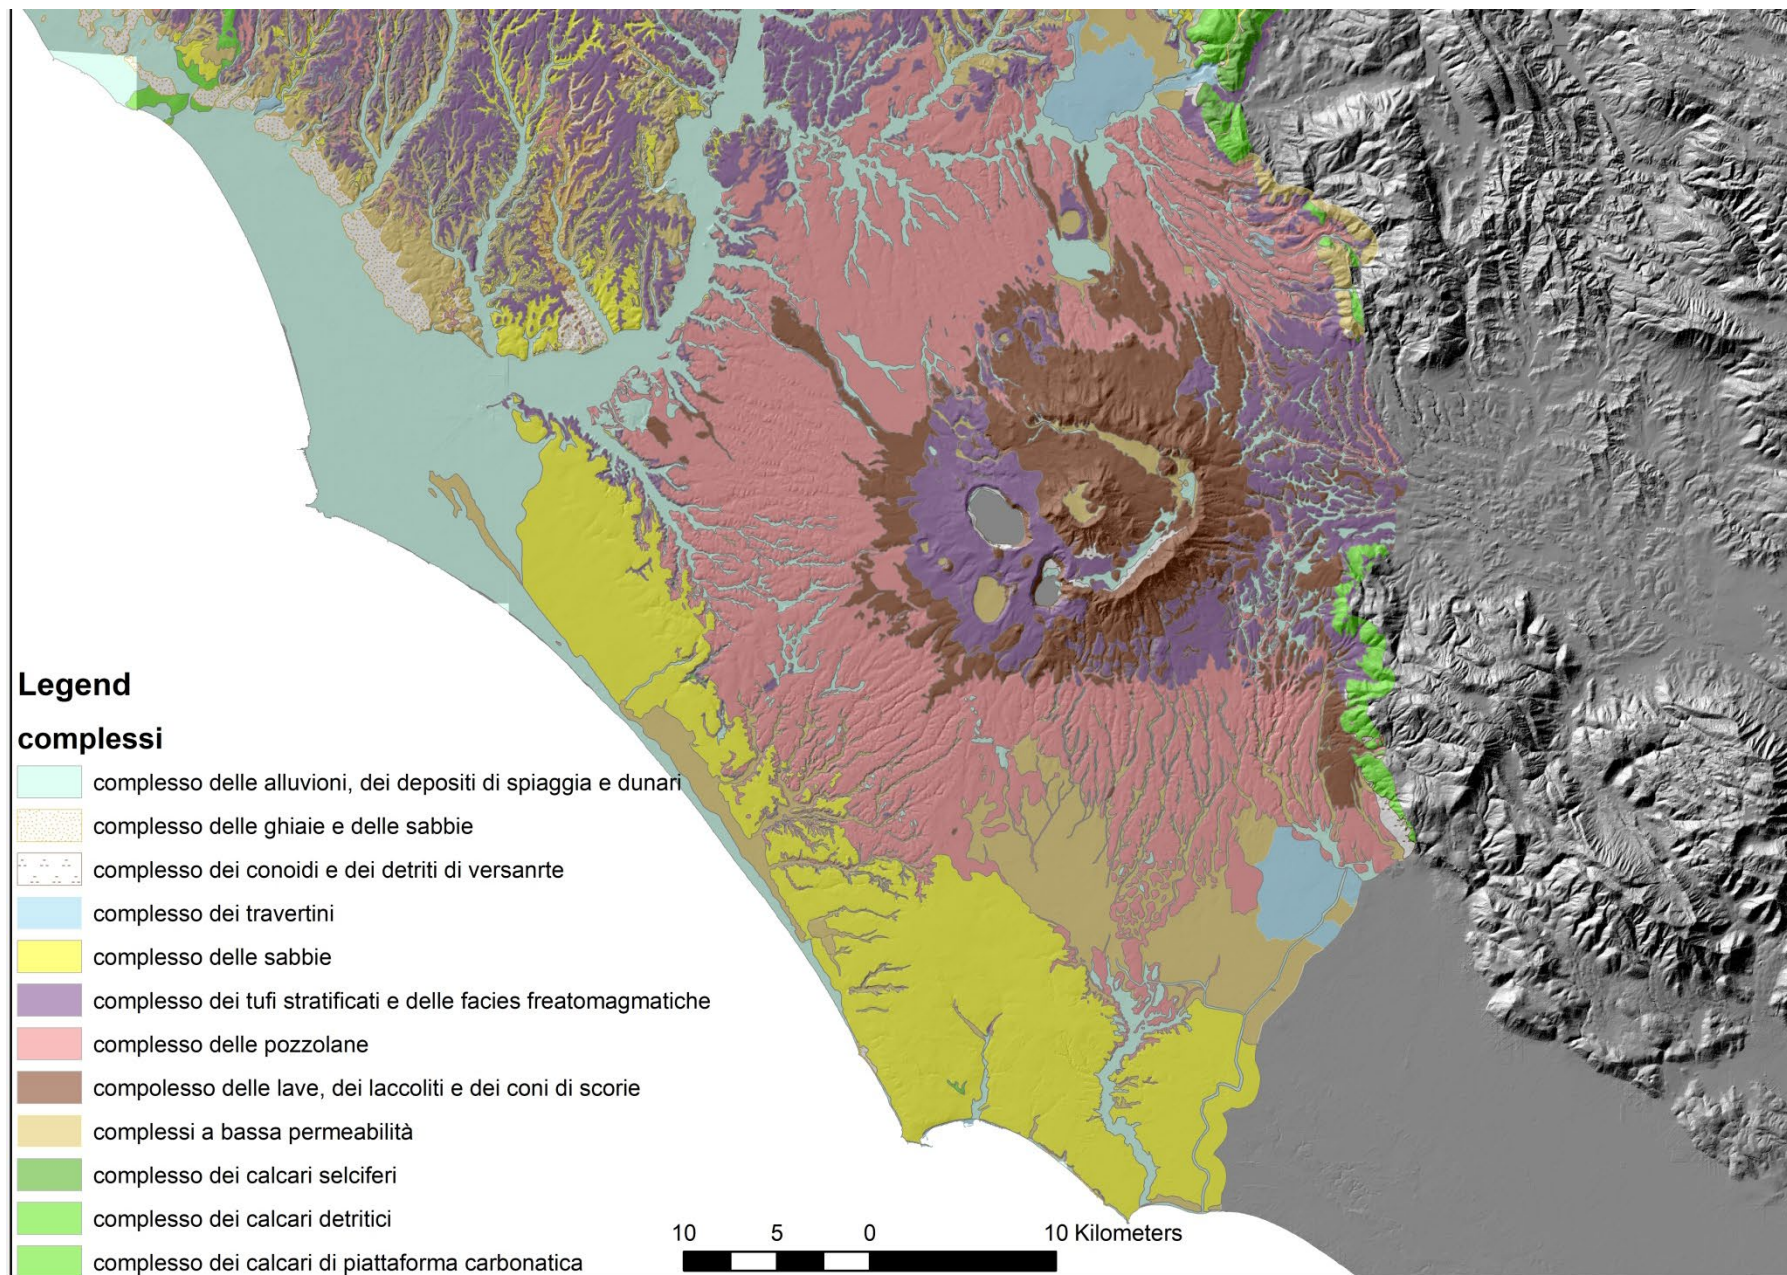 Legend
complessi
complesso delle alluvioni, dei depositi di spiaggia e dunari
complesso delle ghiaie e delle sabbie
complesso dei conoidi e dei detriti di versanrte
complesso dei travertini
complesso delle sabbie
complesso dei tufi stratificati e delle facies freatomagmatiche
complesso delle pozzolane
compolesso delle lave, dei laccoliti e dei coni di scorie
complessi a bassa permeabilità
complesso dei calcari selciferi
complesso dei calcari detritici
complesso dei calcari di piattaforma carbonatica
10 5 0 10 Kilometers